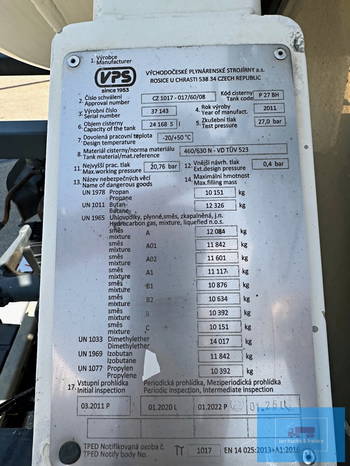 1. Výrobce
Manufacturer
VPS
since 1953
VÝCHODOČESKÉ PLYNÁRENSKÉ STROJÍRNY a.s.
ROSICE U CHRASTI 538 34 CZECH REPUBLIC
2. Číslo schválení
Approval number
CZ 1017 - 017/60/08
Kód cisterny
Tank code
P 27 BH
3. Výrobní číslo
Serial number
37 143
4. Rok výroby
Year of manufacture
2011
6. Objem cisterny
Capacity of the tank
24 168 5 l
5. Zkušební tlak
Test pressure
27,0 bar
7. Dovolená pracovní teplota
Design temperature
-20/+50°C
8. Materiál cisterny/norma materiálu
Tank material/mat.reference
460/630 N - VD TÜV 523
11. Nejvyšší prac. tlak
Max.working pressure
20,76 bar
12. Vnější návrh. tlak
Ext.design pressure
0,4 bar
13. Název nebezpečných věcí
Name of dangerous goods
14. Maximální hmotnost
Max.filling mass
UN 1978 Propan
Propane
10 151 kg
UN 1011 Butan
Butane
12 326 kg
UN 1965 Uhlovodíky, plynné,směs, zkapalněná, j.n.
Hydrocarbon gas, mixture, liquefied n.o.s.
směs
mixture A 12 084 kg
směs
mixture A01 11 842 kg
směs
mixture A02 11 601 kg
směs
mixture A1 11 117 kg
směs
mixture B1 10 876 kg
směs
mixture B2 10 634 kg
směs
mixture B 10 392 kg
směs
mixture C 10 151 kg
UN 1033 Dimethylether
Dimethylether
14 017 kg
UN 1969 Izobutan
Izobutane
11 842 kg
UN 1077 Propylen
Propylen
10 392 kg
17. Vstupní prohlídka
Initial inspection
Periodická prohlídka, Meziperiodická prohlídka
Periodic inspection, Intermediate inspection
03.2011 P
01.2020 L
01.2022 P
TPED Notifikovaná osoba č.
TPED Notify body No.
1017
EN 14 025:2013+A1:2016